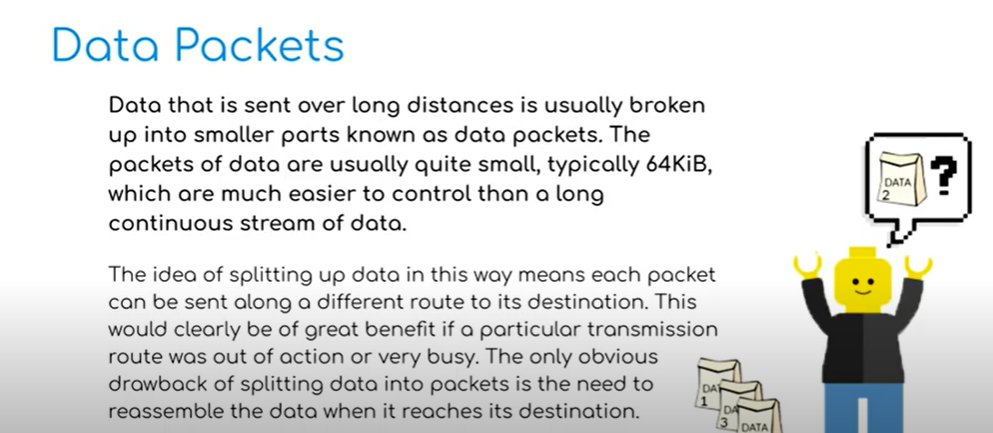 Data Packets
Data that is sent over long distances is usually broken
up into smaller parts known as data packets. The
packets of data are usually quite small, typically 64KiB,
which are much easier to control than a long
continuous stream of data.
The idea of splitting up data in this way means each packet
can be sent along a different route to its destination. This
would clearly be of great benefit if a particular transmission
route was out of action or very busy. The only obvious
drawback of splitting data into packets is the need to
reassemble the data when it reaches its destination.
DATA
2
?
DA
1
DA
3
DATA